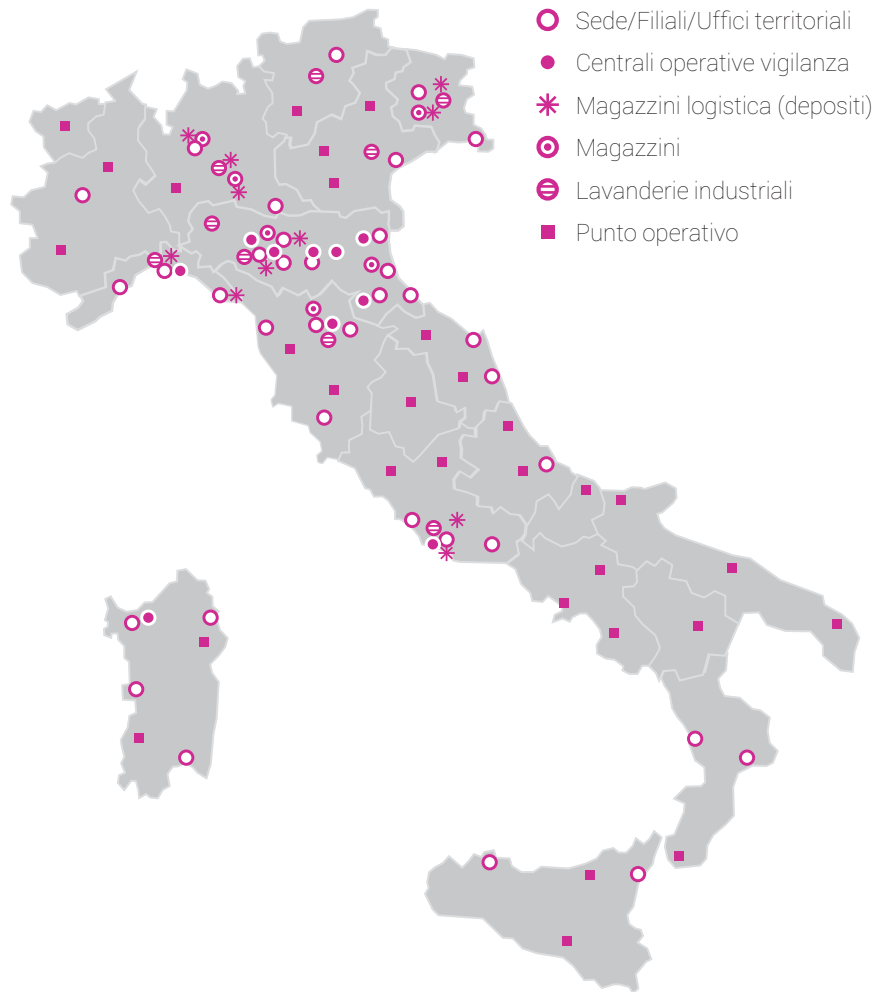 Sede/Filiali/Uffici territoriali
Centrali operative vigilanza
Magazzini logistica (depositi)
Magazzini
Lavanderie industriali
Punto operativo